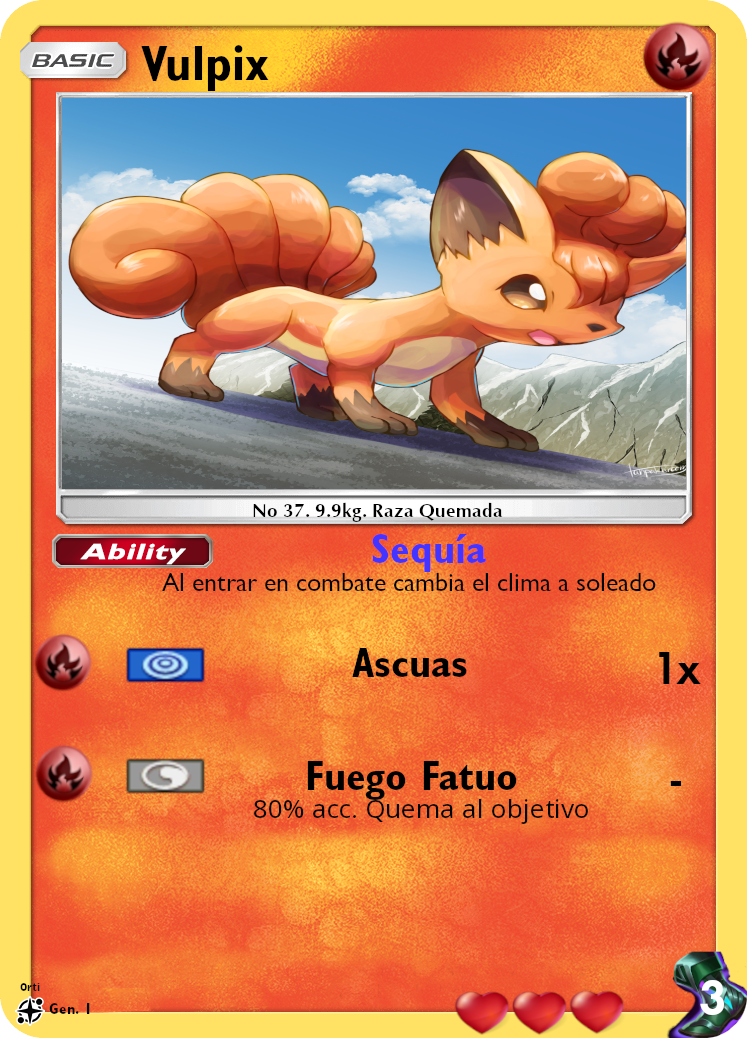 BASIC Vulpix
No 37. 9.9kg. Raza Quemada
Ability Sequía
Al entrar en combate cambia el clima a soleado
Ascuas 1x
Fuego Fatuo -
80% acc. Quema al objetivo
Orti
Gen. I
3